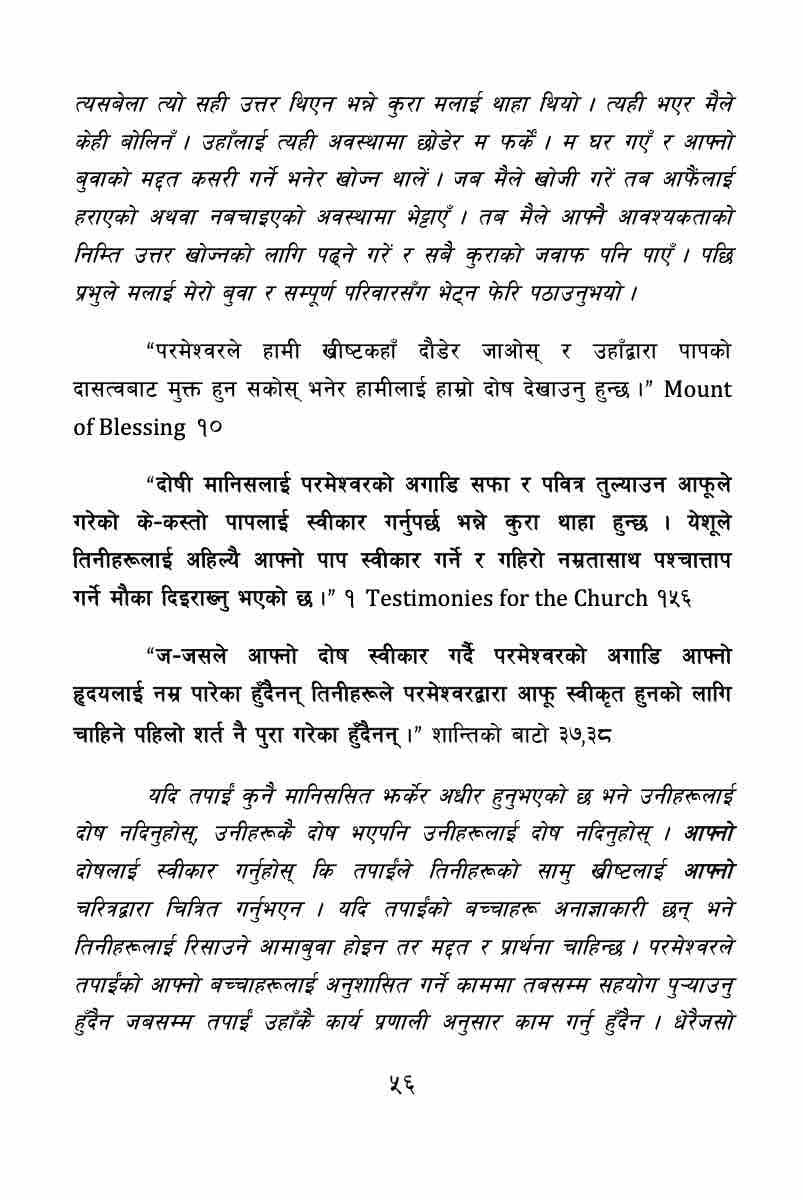 त्यसबेला त्यो सही उत्तर थिएन भन्ने कुरा मलाई थाहा थियो । त्यही भएर मैले
केही बोलिनँ । उहाँलाई त्यही अवस्थामा छोडेर म फर्कें । म घर गएँ र आफ्नो
बुवाको मद्दत कसरी गर्ने भनेर खोज्न थालें । जब मैले खोजी गरें तब आफैंलाई
हराएको अथवा नबचाइएको अवस्थामा भेट्टाएँ । तब मैले आफ्नै आवश्यकताको
निम्ति उत्तर खोज्नको लागि पढ्ने गरें र सबै कुराको जवाफ पनि पाएँ । पछि
प्रभुले मलाई मेरो बुवा र सम्पूर्ण परिवारसँग भेट्न फेरि पठाउनुभयो ।
“परमेश्वरले हामी ख्रीष्टकहाँ दौडेर जाओस् र उहाँद्वारा पापको
दासत्वबाट मुक्त हुन सकोस् भनेर हामीलाई हाम्रो दोष देखाउनु हुन्छ ।” Mount
of Blessing १०
“दोषी मानिसलाई परमेश्वरको अगाडि सफा र पवित्र तुल्याउन आफूले
गरेको के-कस्तो पापलाई स्वीकार गर्नुपर्छ भन्ने कुरा थाहा हुन्छ । येशूले
तिनीहरूलाई अहिल्यै आफ्नो पाप स्वीकार गर्ने र गहिरो नम्रतासाथ पश्चात्ताप
गर्ने मौका दिइराख्नु भएको छ ।” १ Testimonies for the Church १५६
“ज-जसले आफ्नो दोष स्वीकार गर्दै परमेश्वरको अगाडि आफ्नो
हृदयलाई नम्र पारेका हुँदैनन् तिनीहरूले परमेश्वरद्वारा आफू स्वीकृत हुनको लागि
चाहिने पहिलो शर्त नै पुरा गरेका हुँदैनन् ।” शान्तिको बाटो ३७,३८
यदि तपाईं कुनै मानिससित झर्केर अधीर हुनुभएको छ भने उनीहरूलाई
दोष नदिनुहोस्, उनीहरूकै दोष भएपनि उनीहरूलाई दोष नदिनुहोस् । आफ्नो
दोषलाई स्वीकार गर्नुहोस् कि तपाईंले तिनीहरूको सामु ख्रीष्टलाई आफ्नो
चरित्रद्वारा चित्रित गर्नुभएन । यदि तपाईंको बच्चाहरू अनाज्ञाकारी छन् भने
तिनीहरूलाई रिसाउने आमाबुवा होइन तर मद्दत र प्रार्थना चाहिन्छ । परमेश्वरले
तपाईंको आफ्नो बच्चाहरूलाई अनुशासित गर्ने काममा तबसम्म सहयोग पुऱ्याउनु
हुँदैन जबसम्म तपाईं उहाँकै कार्य प्रणाली अनुसार काम गर्नु हुँदैन । धेरैजसो
५६